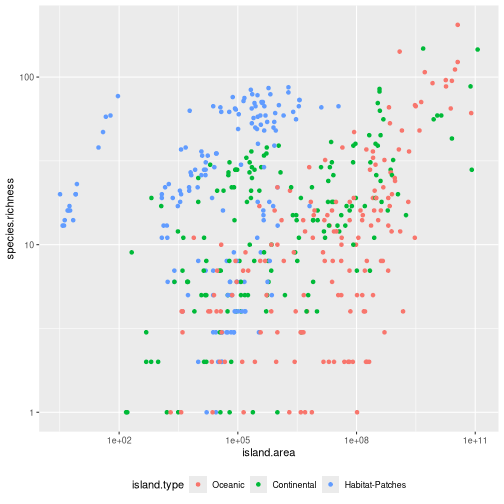 species.richness
100
10
1
1e+02 1e+05 1e+08 1e+11
island.area
island.type Oceanic Continental Habitat-Patches